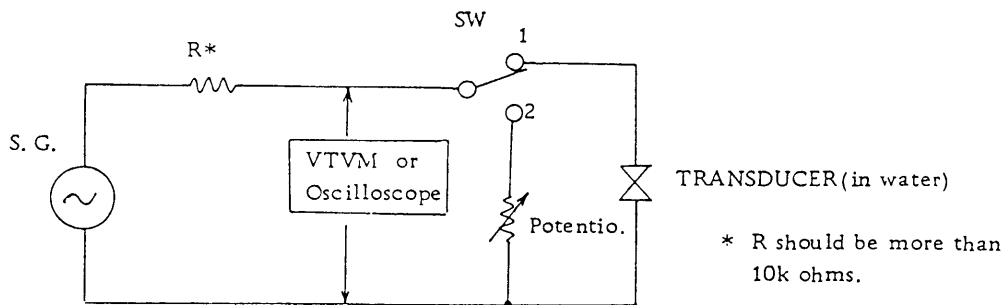 SW
1
R*
2
S. G.
VTVM or
Oscilloscope
TRANSDUCER (in water)
Potentio.
* R should be more than
10k ohms.